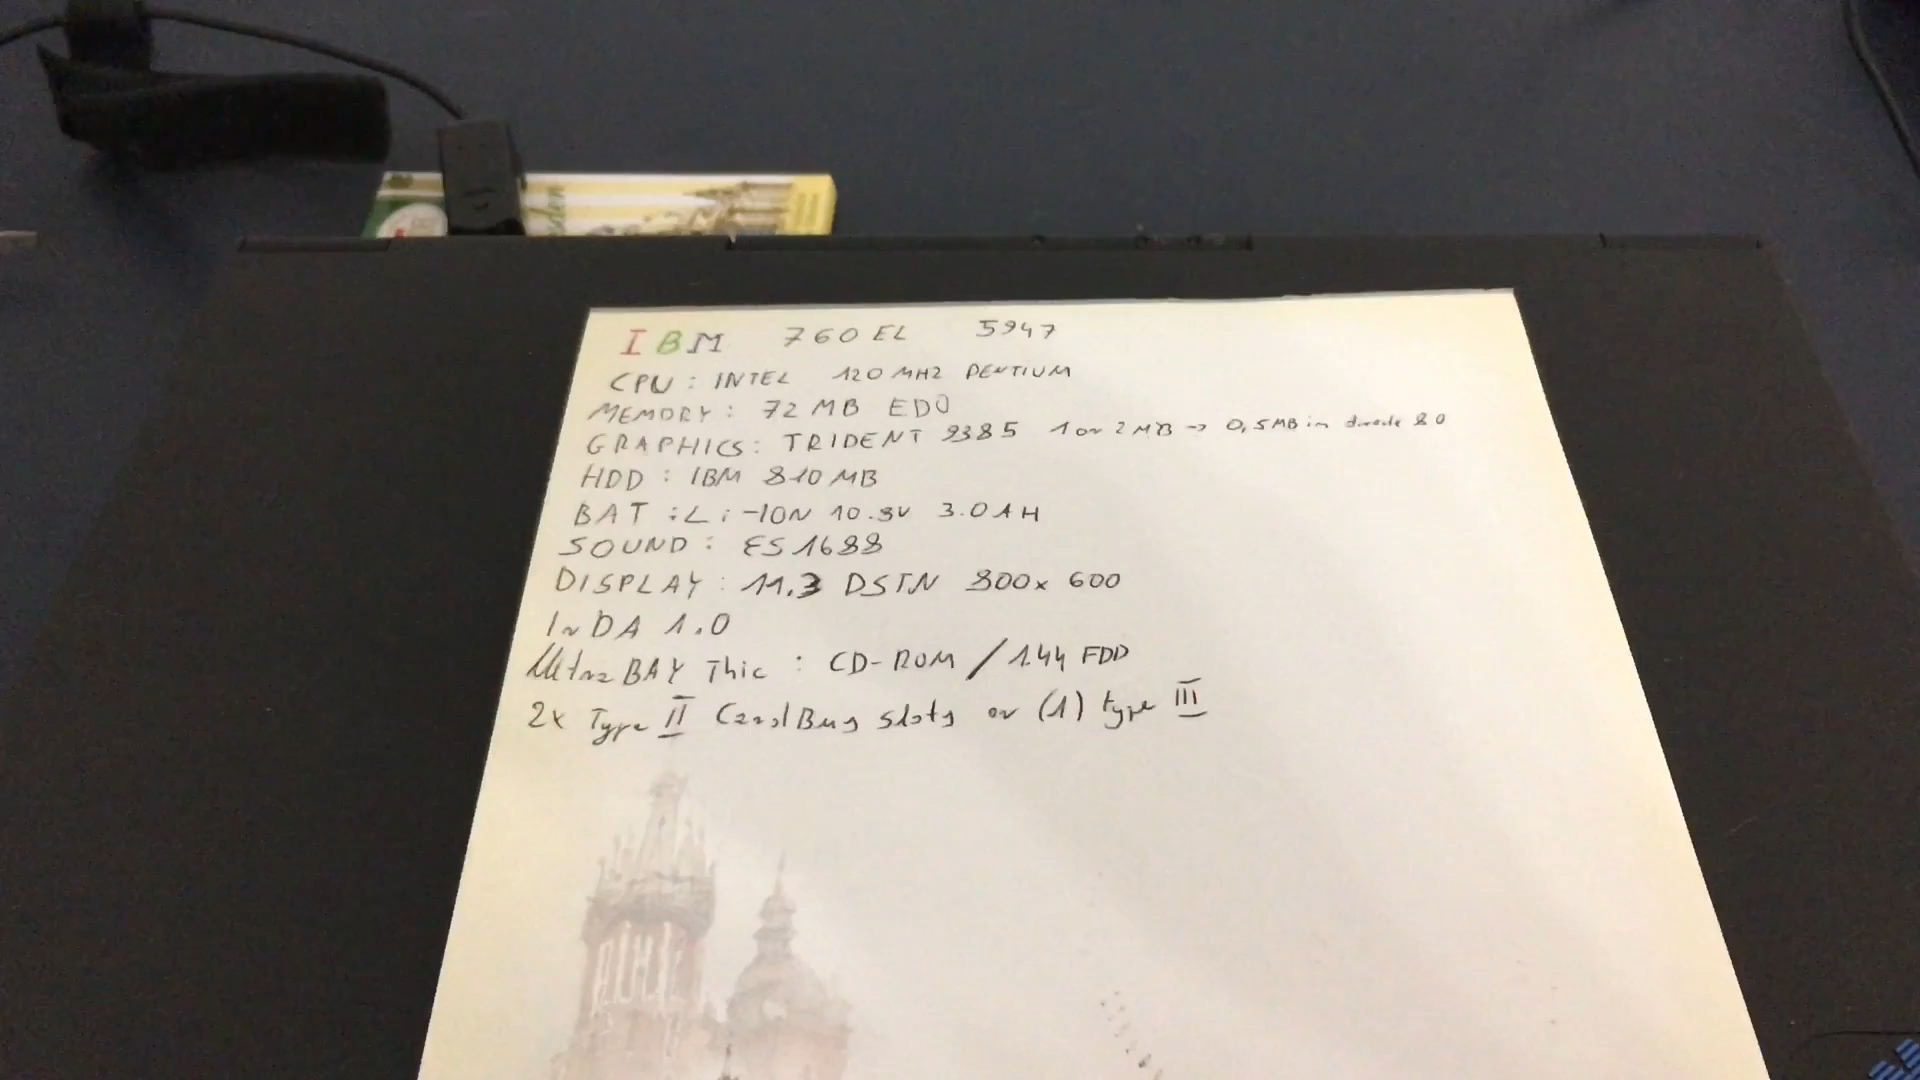 IBM 760EL 5947
CPU: INTEL 120 MHZ PENTIUM
MEMORY: 72 MB EDO
GRAPHICS: TRIDENT 9385 1 or 2 MB -> 0,5MB in 8.0
HDD: IBM 810 MB
BAT: Li-ION 10.8V 3.0AH
SOUND: ES1688
DISPLAY: 11.3 DSTN 800x600
IrDA 1.0
UltraBAY Thic: CD-ROM / 1.44 FDD
2x Type II CardBus slots or (1) type III